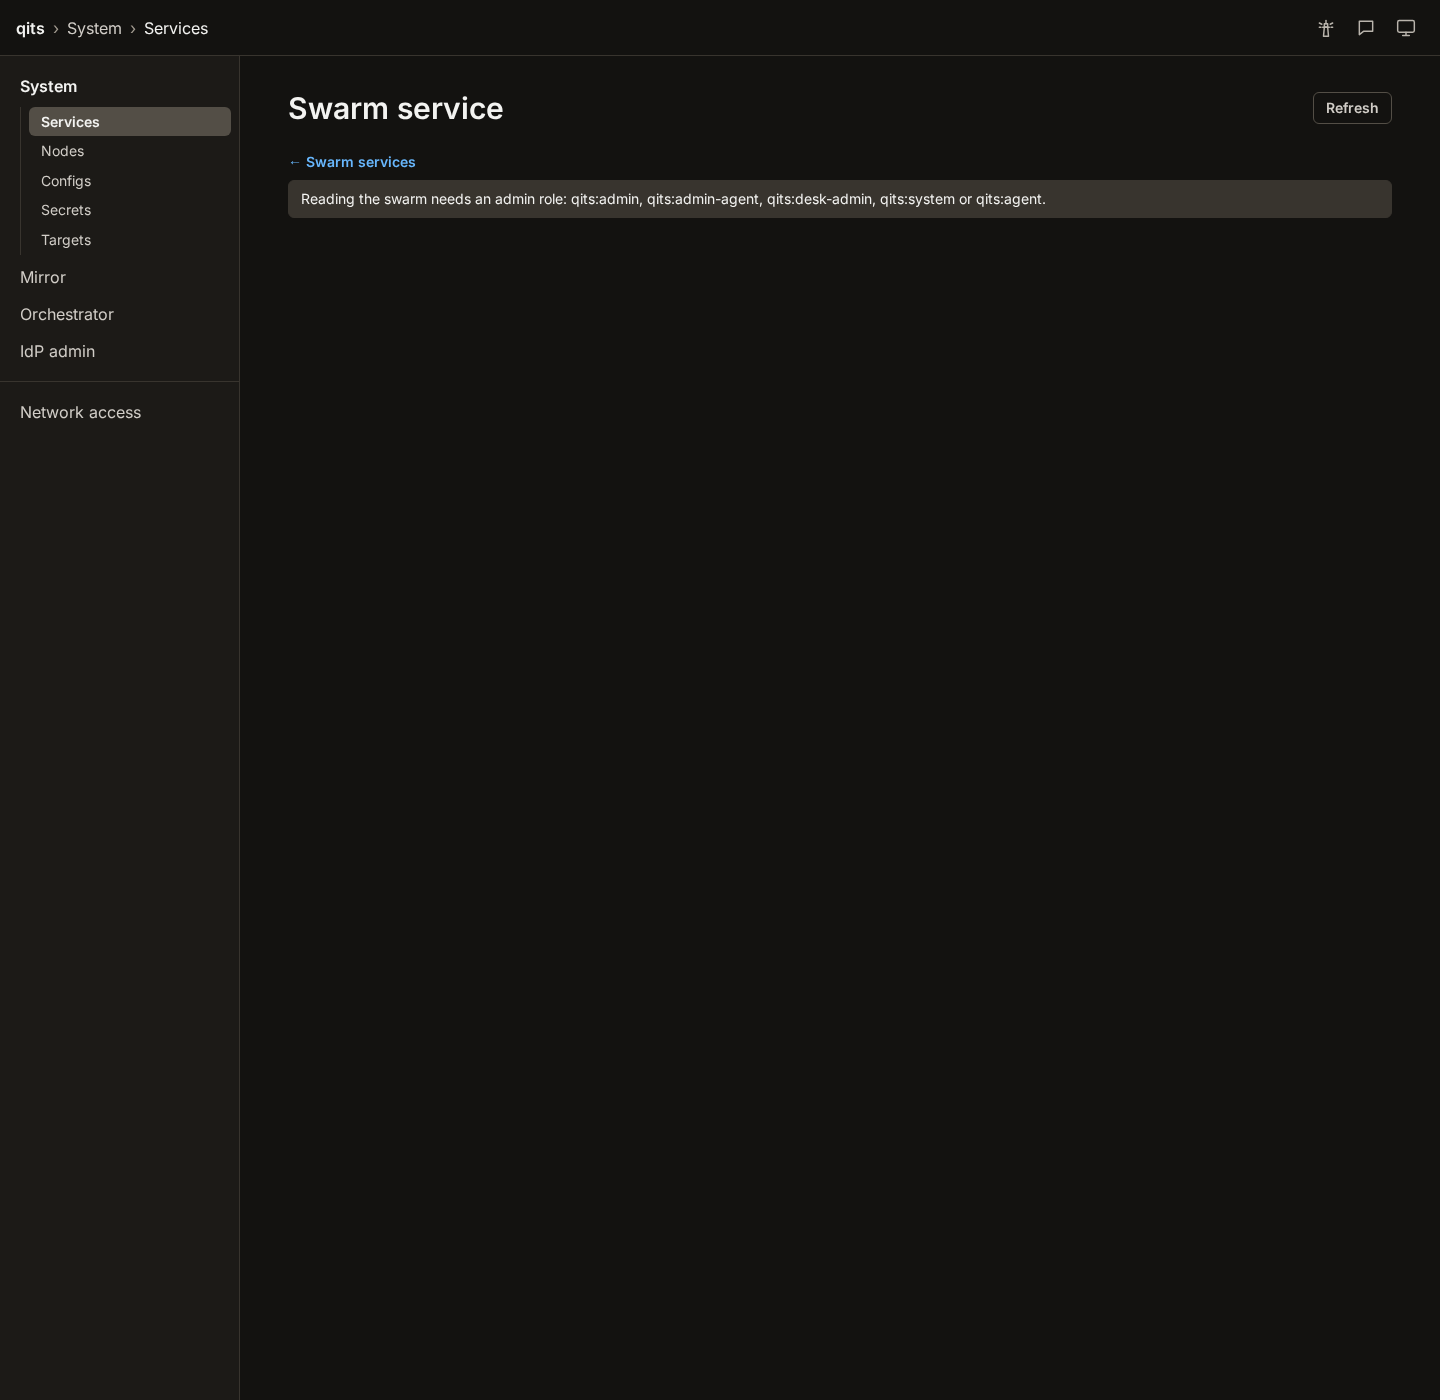 qits › System › Services
System
Services
Nodes
Configs
Secrets
Targets
Mirror
Orchestrator
IdP admin
Network access
Swarm service
Refresh
← Swarm services
Reading the swarm needs an admin role: qits:admin, qits:admin-agent, qits:desk-admin, qits:system or qits:agent.